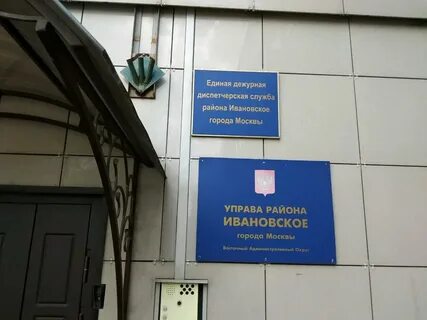 Единая дежурная
диспетчерская служба
района Ивановское
города Москвы
УПРАВА РАЙОНА
ИВАНОВСКОЕ
города Москвы
Восточный Административный Округ